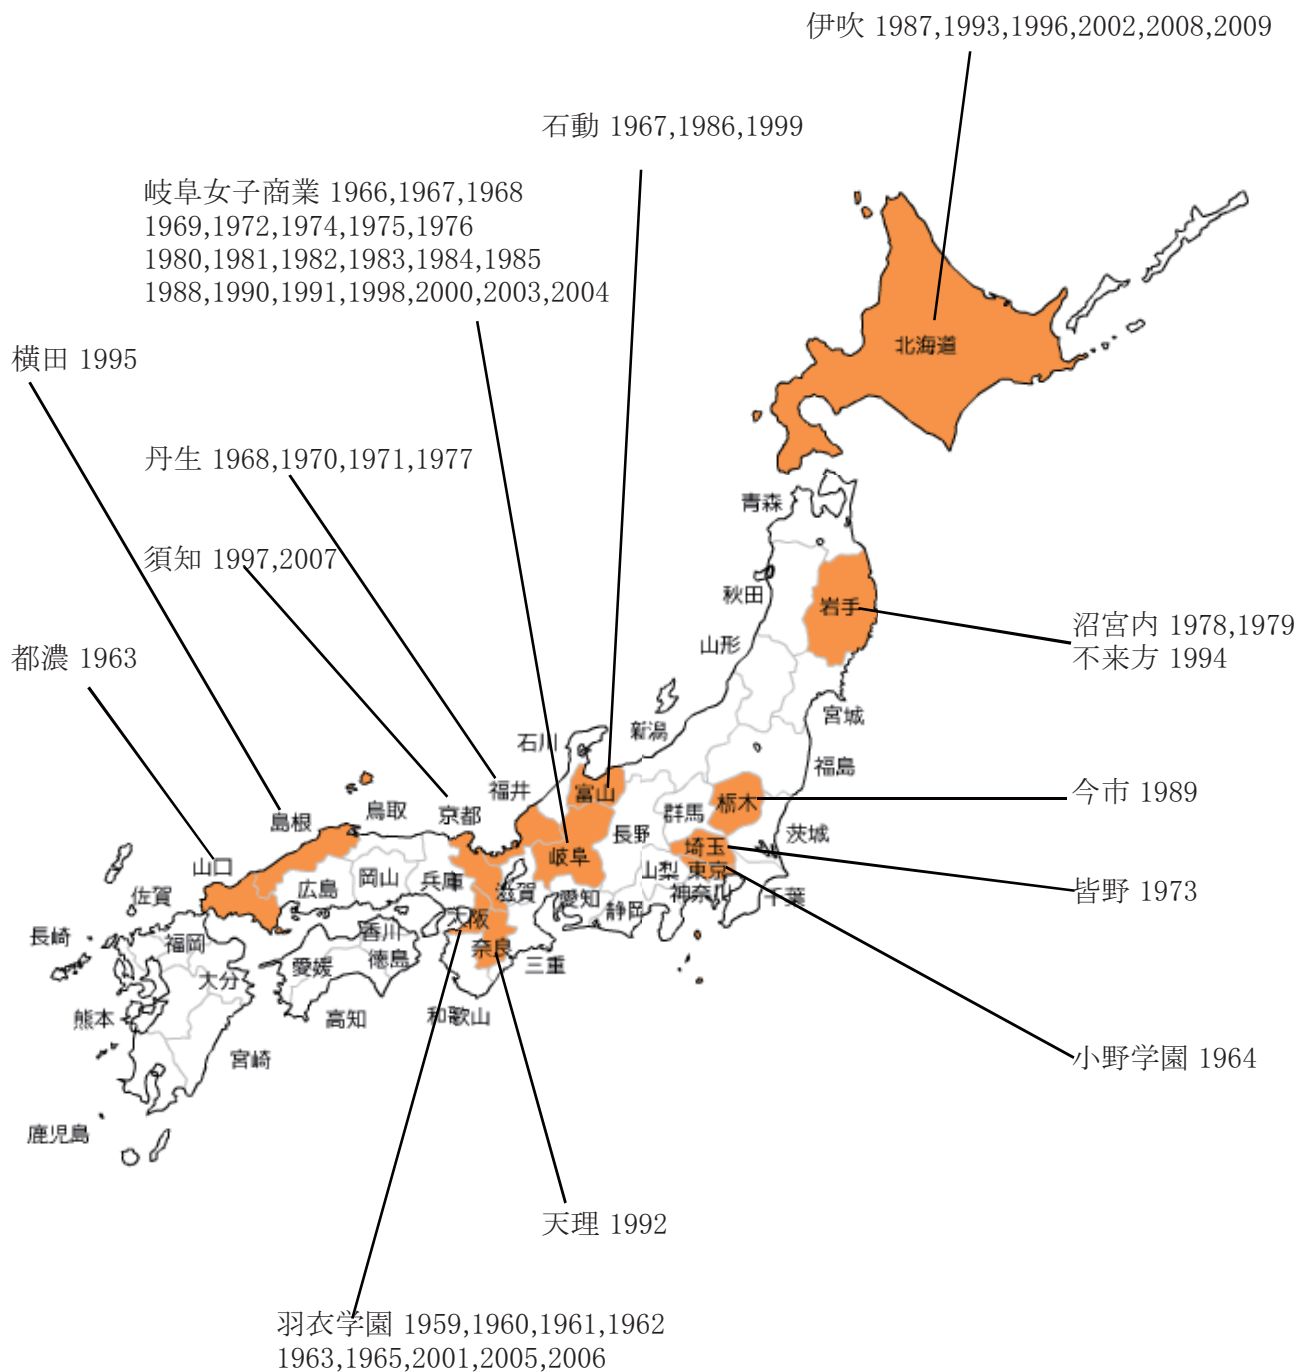 伊吹 1987,1993,1996,2002,2008,2009
石動 1967,1986,1999
岐阜女子商業 1966,1967,1968
1969,1972,1974,1975,1976
1980,1981,1982,1983,1984,1985
1988,1990,1991,1998,2000,2003,2004
北海道
横田 1995
丹生 1968,1970,1971,1977
青森
須知 1997,2007
秋田
岩手
沼宮内 1978,1979
不来方 1994
山形
都濃 1963
宮城
新潟
石川
福島
福井
富山
栃木
今市 1989
鳥取
京都
群馬
島根
長野
茨城
埼玉
山口
岐阜
山梨
東京
岡山
兵庫
広島
滋賀
愛知
神奈川
千葉
皆野 1973
佐賀
静岡
大阪
香川
長崎
福岡
奈良
徳島
三重
愛媛
大分
熊本
高知
和歌山
宮崎
小野学園 1964
鹿児島
天理 1992
羽衣学園 1959,1960,1961,1962
1963,1965,2001,2005,2006